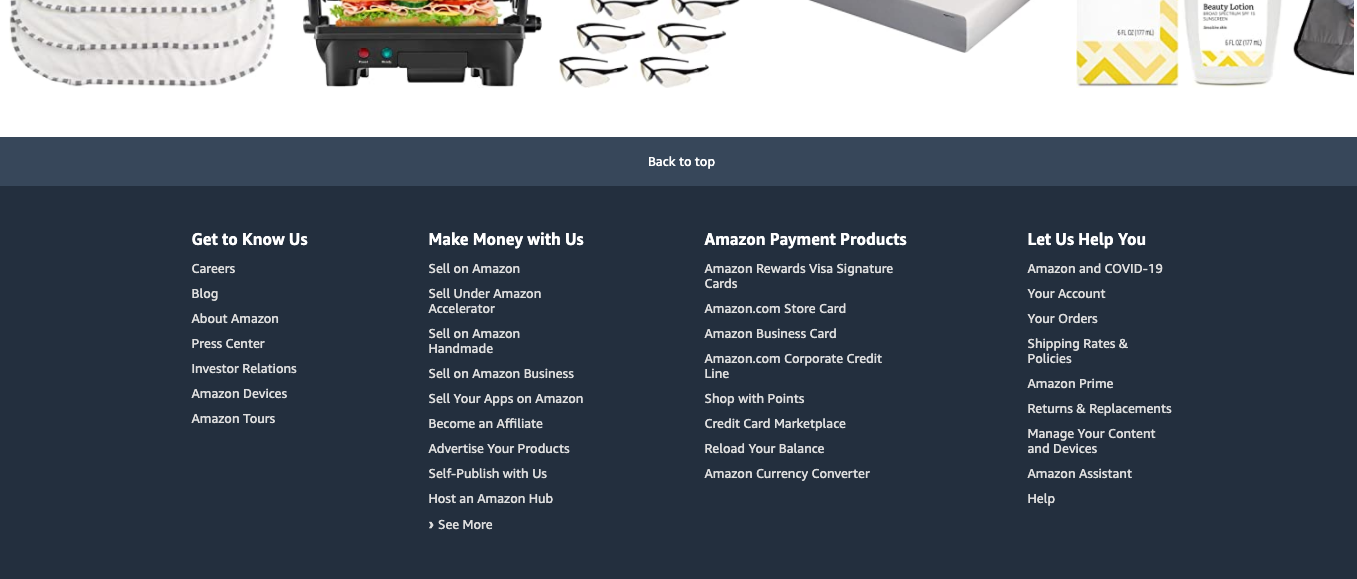 Beauty Lotion
BROAD SPECTRUM SPF 15
SUNSCREEN
6 FL OZ (177 mL)
6 FL OZ (177 mL)
Back to top
Get to Know Us
Careers
Blog
About Amazon
Press Center
Investor Relations
Amazon Devices
Amazon Tours
Make Money with Us
Sell on Amazon
Sell Under Amazon
Accelerator
Sell on Amazon
Handmade
Sell on Amazon Business
Sell Your Apps on Amazon
Become an Affiliate
Advertise Your Products
Self-Publish with Us
Host an Amazon Hub
› See More
Amazon Payment Products
Amazon Rewards Visa Signature
Cards
Amazon.com Store Card
Amazon Business Card
Amazon.com Corporate Credit
Line
Shop with Points
Credit Card Marketplace
Reload Your Balance
Amazon Currency Converter
Let Us Help You
Amazon and COVID-19
Your Account
Your Orders
Shipping Rates &
Policies
Amazon Prime
Returns & Replacements
Manage Your Content
and Devices
Amazon Assistant
Help